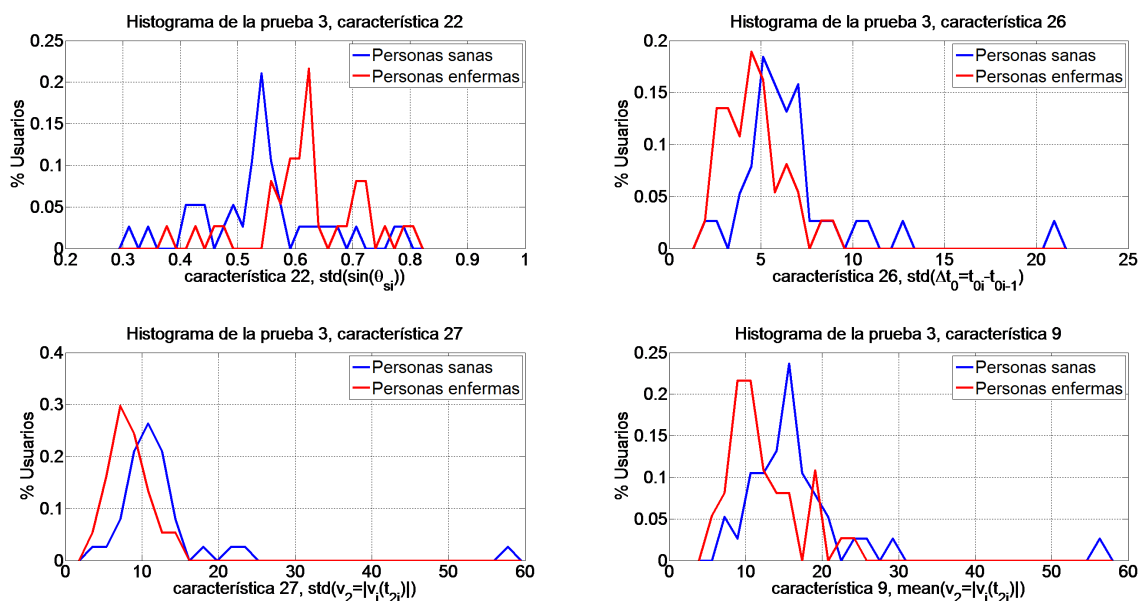 Histograma de la prueba 3, característica 22
0.25
0.2
0.15
0.1
0.05
0
% Usuarios
Personas sanas
Personas enfermas
0.2 0.3 0.4 0.5 0.6 0.7 0.8 0.9 1
característica 22, std(sin(θsi))
Histograma de la prueba 3, característica 26
0.2
0.15
0.1
0.05
0
% Usuarios
Personas sanas
Personas enfermas
0 5 10 15 20 25
característica 26, std(Δt0=t0i-t0i-1)
Histograma de la prueba 3, característica 27
0.4
0.3
0.2
0.1
0
% Usuarios
Personas sanas
Personas enfermas
0 10 20 30 40 50 60
característica 27, std(v2=|vi(t2i)|)
Histograma de la prueba 3, característica 9
0.25
0.2
0.15
0.1
0.05
0
% Usuarios
Personas sanas
Personas enfermas
0 10 20 30 40 50 60
característica 9, mean(v2=|vi(t2i)|)